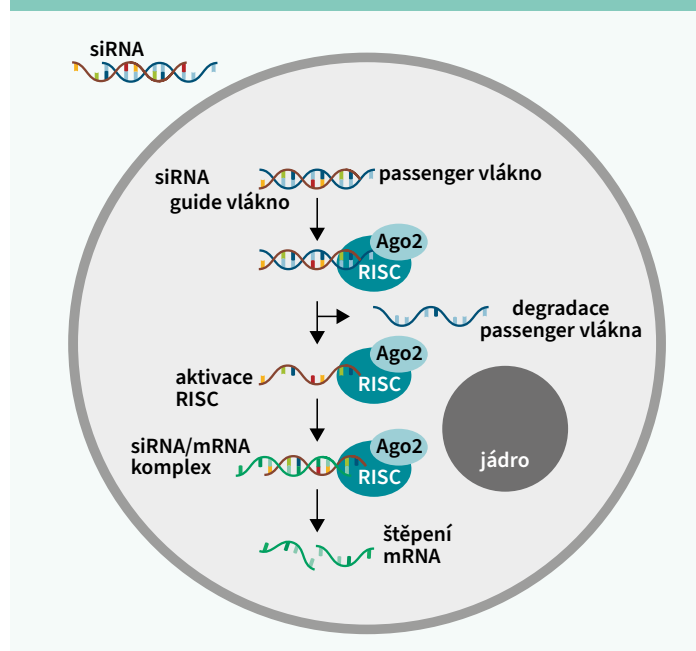 siRNA
siRNA
guide vlákno
passenger vlákno
Ago2
RISC
degradace
passenger vlákna
aktivace
RISC
Ago2
RISC
siRNA/mRNA
komplex
Ago2
RISC
jádro
štěpení
mRNA